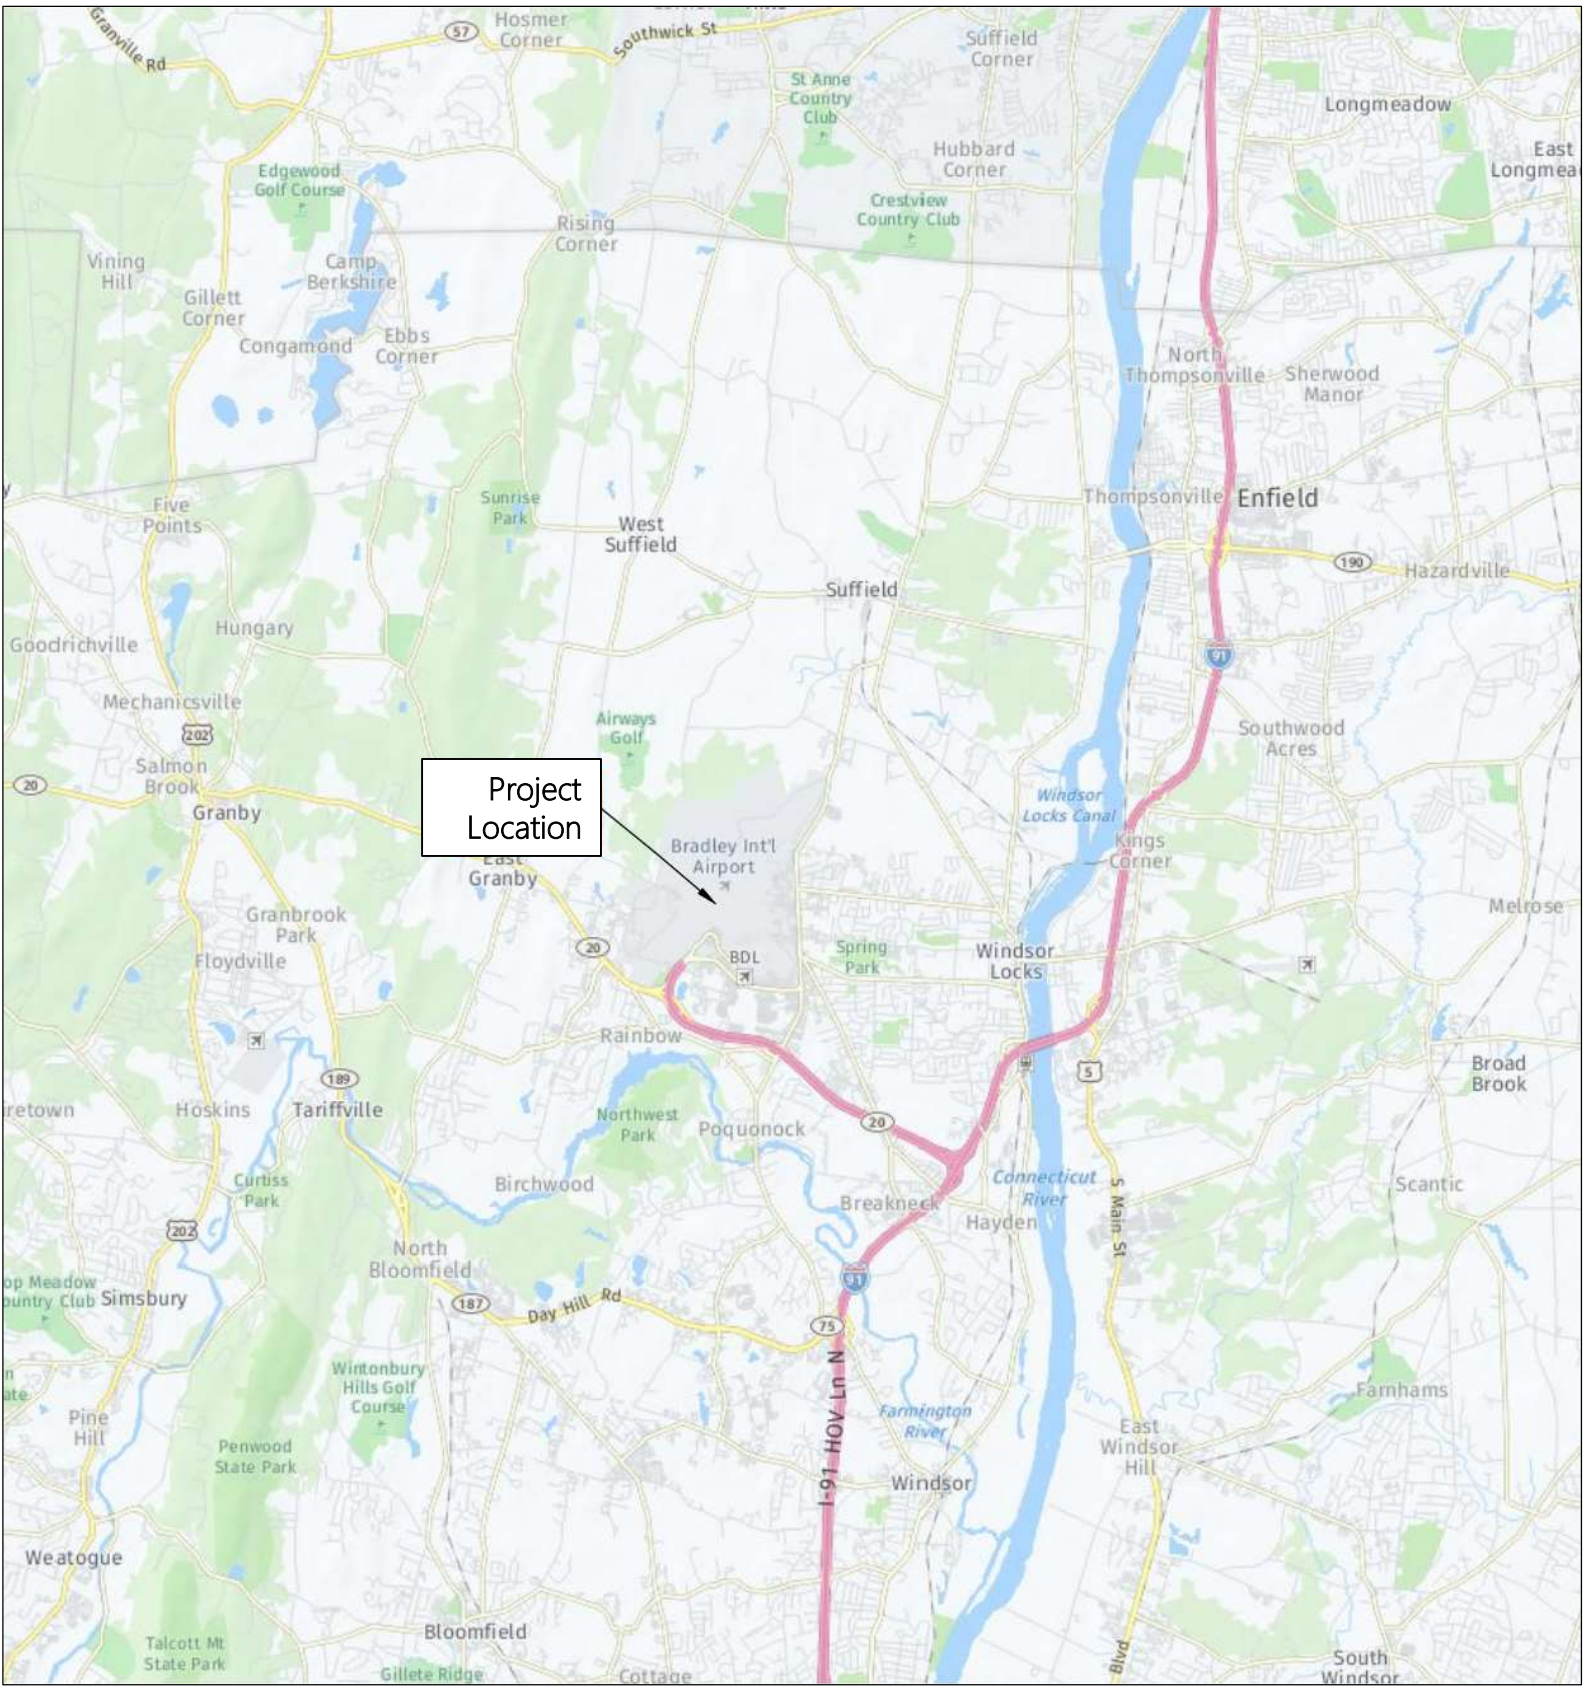 Granville Rd
57
Hosmer
Corner
Southwick St
St Anne
Country
Club
Suffield
Corner
Longmeadow
Hubbard
Corner
East
Edgewood
Golf Course
Crestview
Country Club
Rising
Corner
Vining
Hill
Camp
Berkshire
Gillett
Corner
Congamond
Ebbs
Corner
North
Thompsonville
Sherwood
Manor
Sunrise
Park
Five
Points
West
Suffield
Thompsonville
Enfield
190
Hazardville
Suffield
Hungary
Goodrichville
91
Mechanicsville
202
Airways
Golf
Southwood
Acres
Salmon
Brook
20
Granby
Project
Location
Windsor
Locks Canal
Kings
Corner
Bradley Int'l
Airport
East
Granby
Granbrook
Park
Melrose
20
Floydville
BDL
Spring
Park
Windsor
Locks
Rainbow
Broad
Brook
5
189
Hoskins
Tariffville
Northwest
Park
Poquonock
20
Curtiss
Park
Birchwood
Connecticut
River
Scantic
Breakneck
Hayden
S Main St
202
North
Bloomfield
91
op Meadow
ountry Club
Simsbury
187
Day Hill Rd
75
Wintonbury
Hills Golf
Course
I-91 HOV Ln N
Farnhams
Farmington
River
Pine
Hill
Penwood
State Park
East
Windsor
Hill
Windsor
Weatogue
Bloomfield
Talcott Mt
State Park
Gillete Ridge
Cottage
Blvd
South
Windsor